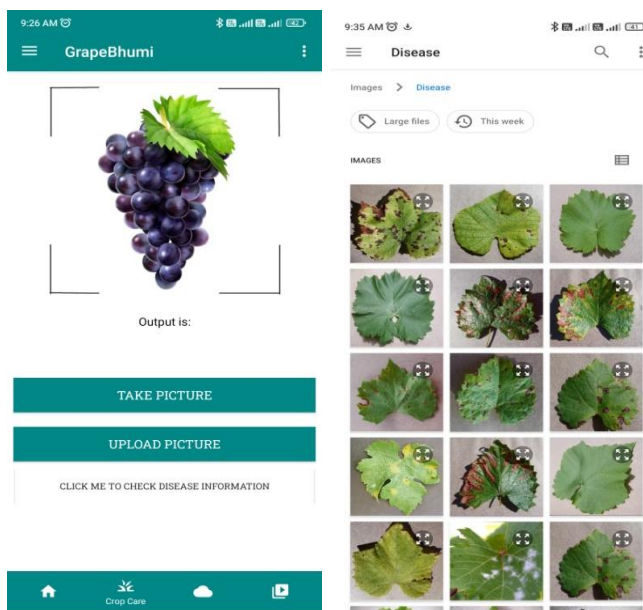 9:26 AM
GrapeBhumi
Output is:
TAKE PICTURE
UPLOAD PICTURE
CLICK ME TO CHECK DISEASE INFORMATION
Crop Care
9:35 AM
Disease
Images > Disease
Large files
This week
IMAGES